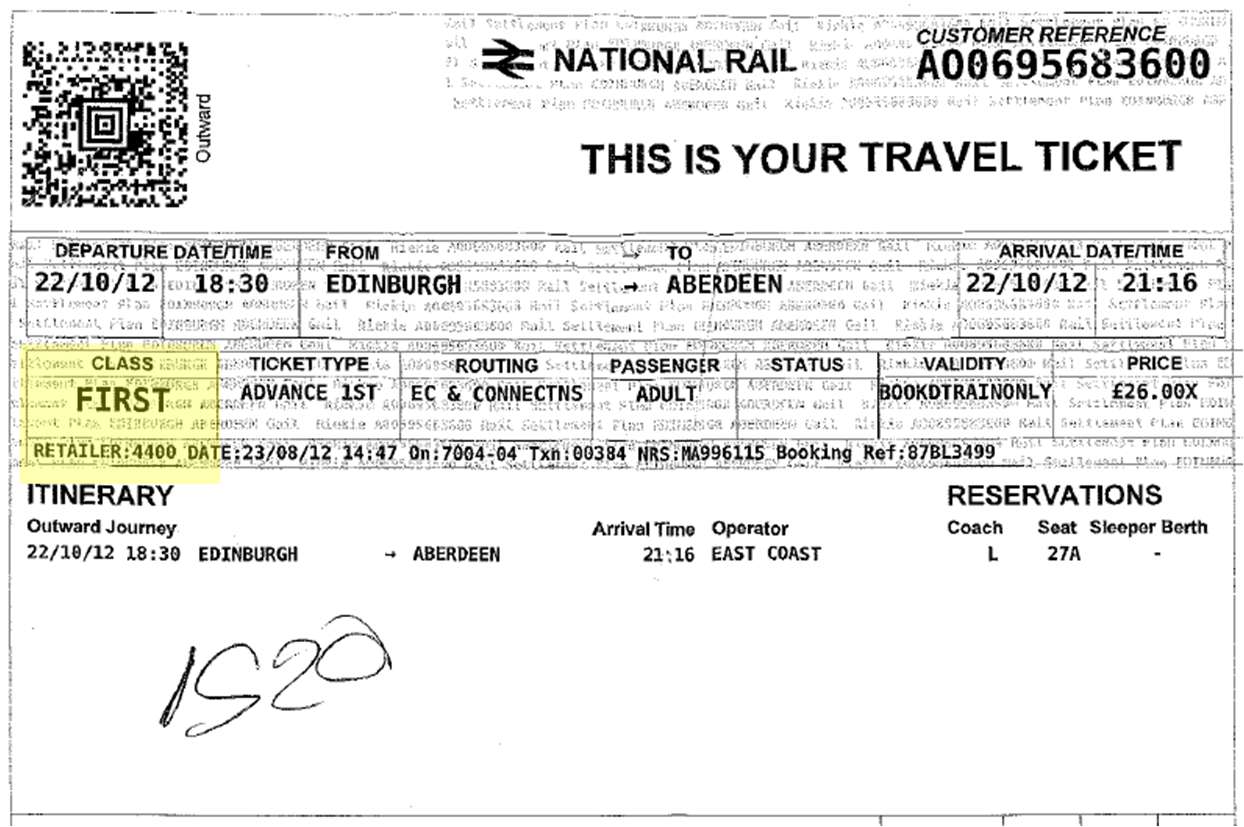 Outward
NATIONAL RAIL
CUSTOMER REFERENCE
A00695683600
THIS IS YOUR TRAVEL TICKET
DEPARTURE DATE/TIME FROM → TO ARRIVAL DATE/TIME
22/10/12 18:30 EDINBURGH → ABERDEEN 22/10/12 21:16
CLASS TICKET TYPE ROUTING PASSENGER STATUS VALIDITY PRICE
FIRST ADVANCE 1ST EC & CONNECTNS ADULT BOOKDTRAINONLY £26.00X
RETAILER:4400 DATE:23/08/12 14:47 On:7004-04 Txn:00384 NRS:MA996115 Booking Ref:87BL3499
ITINERARY RESERVATIONS
Outward Journey Arrival Time Operator Coach Seat Sleeper Berth
22/10/12 18:30 EDINBURGH → ABERDEEN 21:16 EAST COAST L 27A -